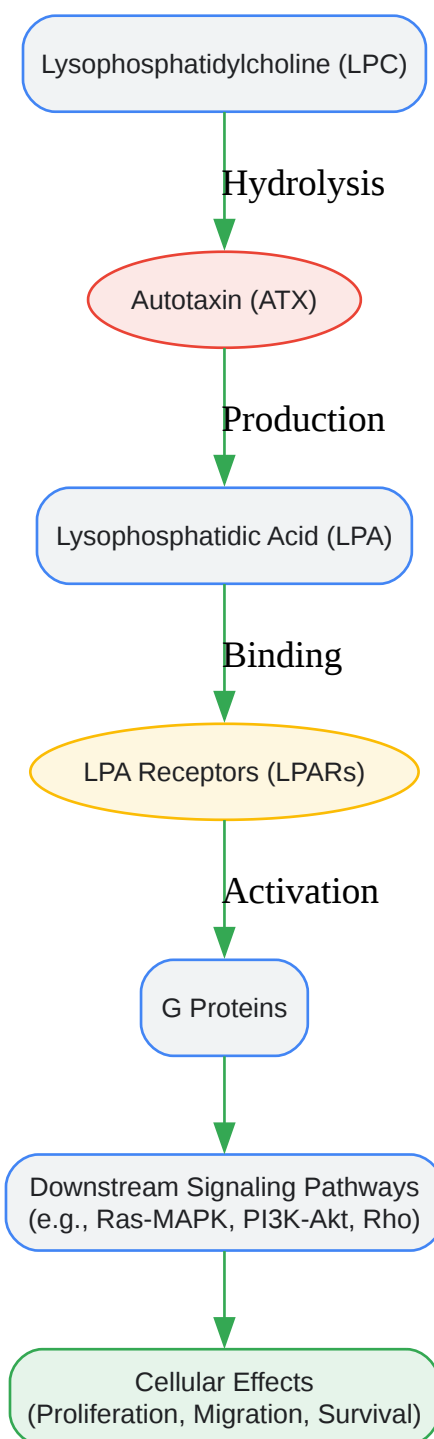 Lysophosphatidylcholine (LPC)
Hydrolysis
Autotaxin (ATX)
Production
Lysophosphatidic Acid (LPA)
Binding
LPA Receptors (LPARs)
Activation
G Proteins
Downstream Signaling Pathways
(e.g., Ras-MAPK, PI3K-Akt, Rho)
Cellular Effects
(Proliferation, Migration, Survival)